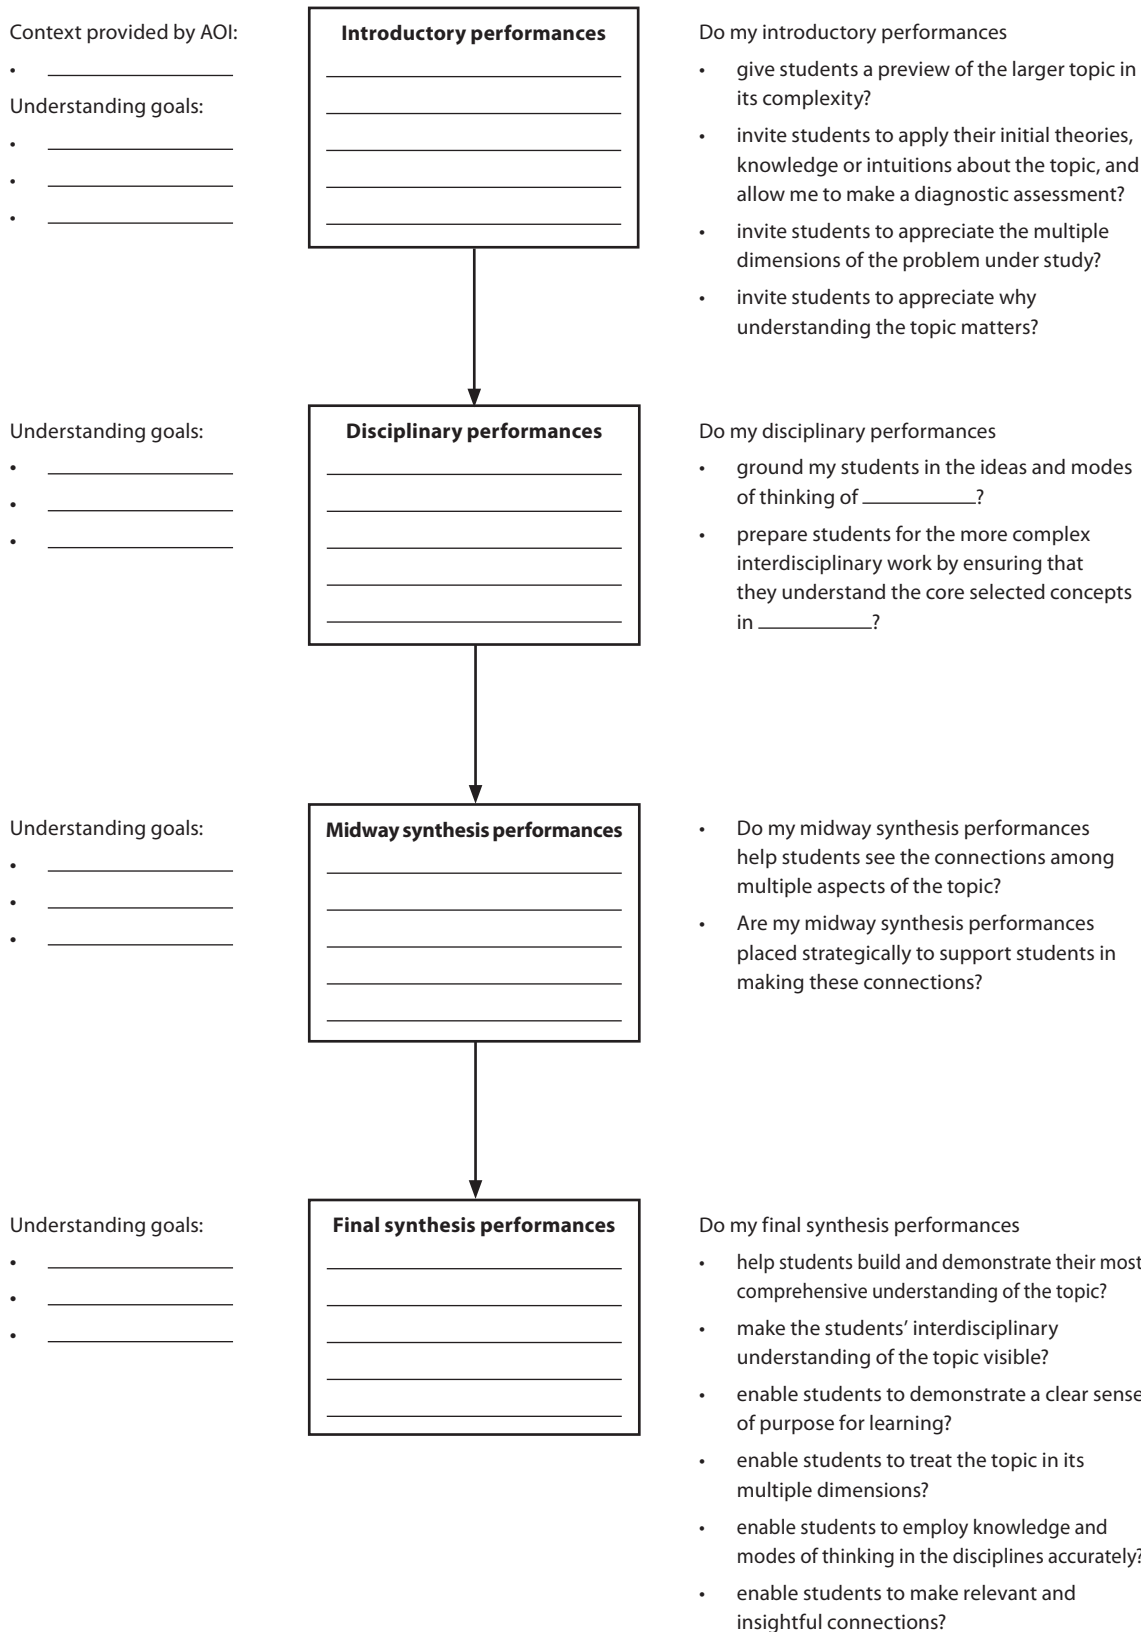 Context provided by AOI:
•
Understanding goals:
•
•
•
Introductory performances
Do my introductory performances
• give students a preview of the larger topic in
its complexity?
• invite students to apply their initial theories,
knowledge or intuitions about the topic, and
allow me to make a diagnostic assessment?
• invite students to appreciate the multiple
dimensions of the problem under study?
• invite students to appreciate why
understanding the topic matters?
Understanding goals:
•
•
•
Disciplinary performances
Do my disciplinary performances
• ground my students in the ideas and modes
of thinking of ___________?
• prepare students for the more complex
interdisciplinary work by ensuring that
they understand the core selected concepts
in ___________?
Understanding goals:
•
•
•
Midway synthesis performances
• Do my midway synthesis performances
help students see the connections among
multiple aspects of the topic?
• Are my midway synthesis performances
placed strategically to support students in
making these connections?
Understanding goals:
•
•
•
Final synthesis performances
Do my final synthesis performances
• help students build and demonstrate their most
comprehensive understanding of the topic?
• make the students’ interdisciplinary
understanding of the topic visible?
• enable students to demonstrate a clear sense
of purpose for learning?
• enable students to treat the topic in its
multiple dimensions?
• enable students to employ knowledge and
modes of thinking in the disciplines accurately?
• enable students to make relevant and
insightful connections?